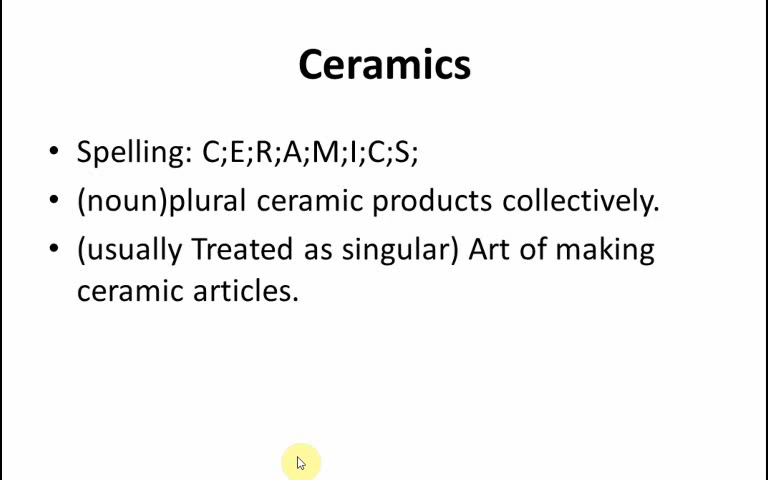 Ceramics
• Spelling: C;E;R;A;M;I;C;S;
• (noun)plural ceramic products collectively.
• (usually Treated as singular) Art of making
ceramic articles.